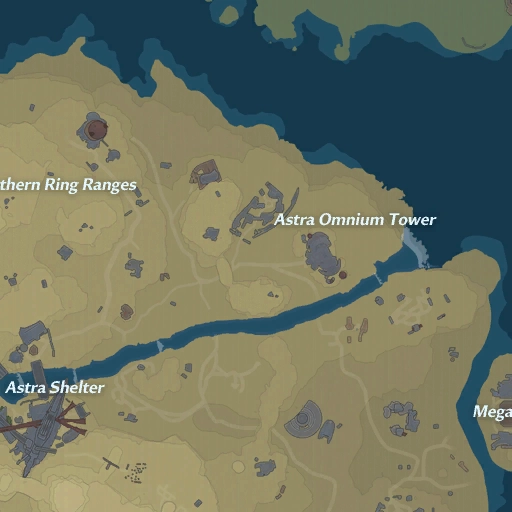 thern Ring Ranges
Astra Omnium Tower
Astra Shelter
Mega